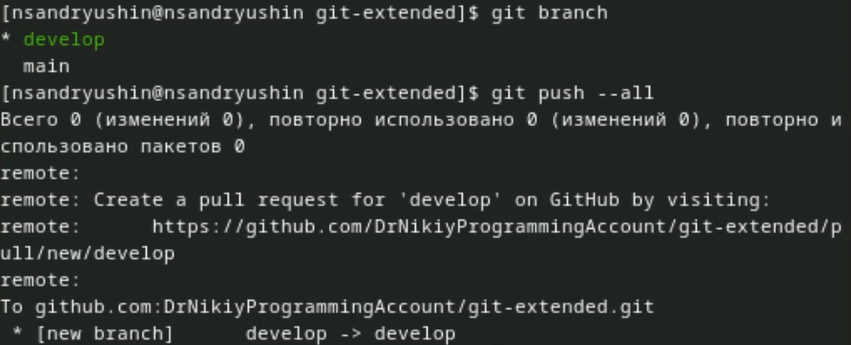 [nsandryushin@nsandryushin git-extended]$ git branch
* develop
  main
[nsandryushin@nsandryushin git-extended]$ git push --all
Всего 0 (изменений 0), повторно использовано 0 (изменений 0), повторно и
спользовано пакетов 0
remote:
remote: Create a pull request for 'develop' on GitHub by visiting:
remote:      https://github.com/DrNikiyProgrammingAccount/git-extended/p
ull/new/develop
remote:
To github.com:DrNikiyProgrammingAccount/git-extended.git
 * [new branch]      develop -> develop